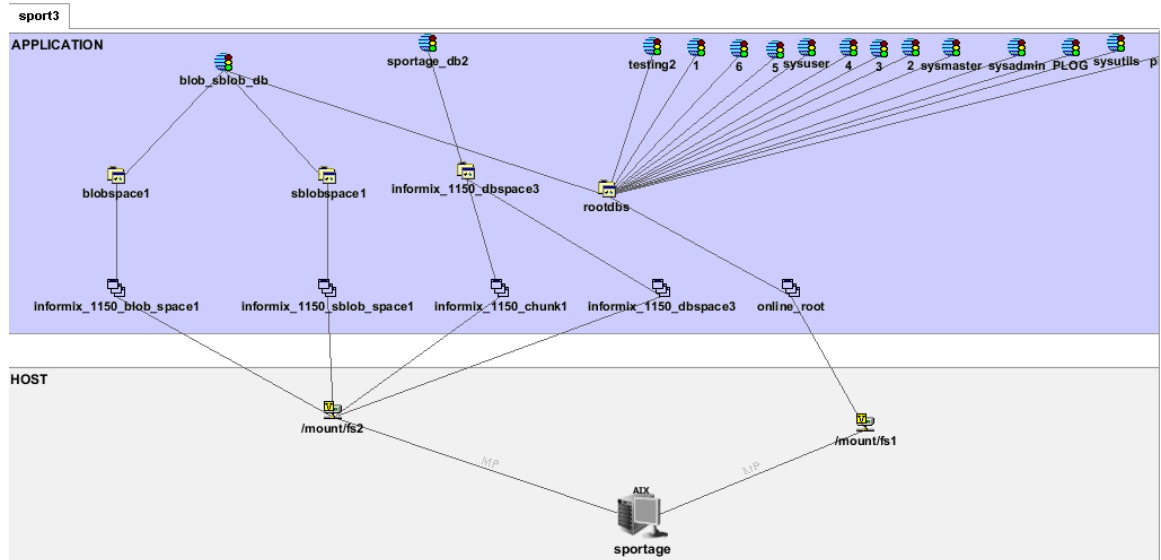 sport3
APPLICATION
blob_sblob_db
sportage_db2
testing2
1
6
5
sysuser
4
3
2
sysmaster
sysadmin
PLOG
sysutils
p
blobspace1
sblobspace1
informix_1150_dbspace3
rootdbs
informix_1150_blob_space1
informix_1150_sblob_space1
informix_1150_chunk1
informix_1150_dbspace3
online_root
HOST
/mount/fs2
/mount/fs1
MP
MP
AIX
sportage